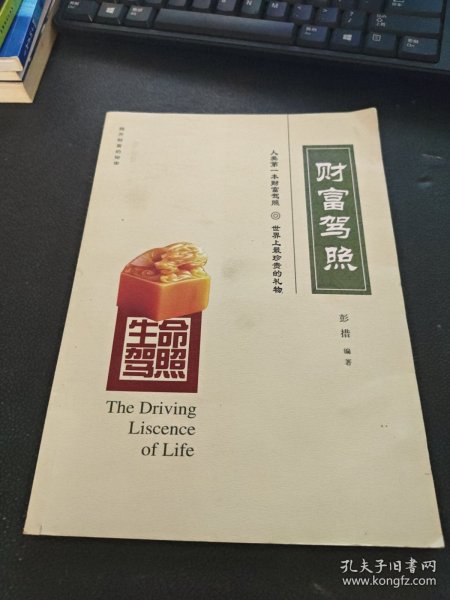 财富驾照
彭措 编著
人类第一本财富驾照 ◎ 世界上最珍贵的礼物
生命
驾照
The Driving
Liscence
of Life
孔夫子旧书网
www.kongfz.com